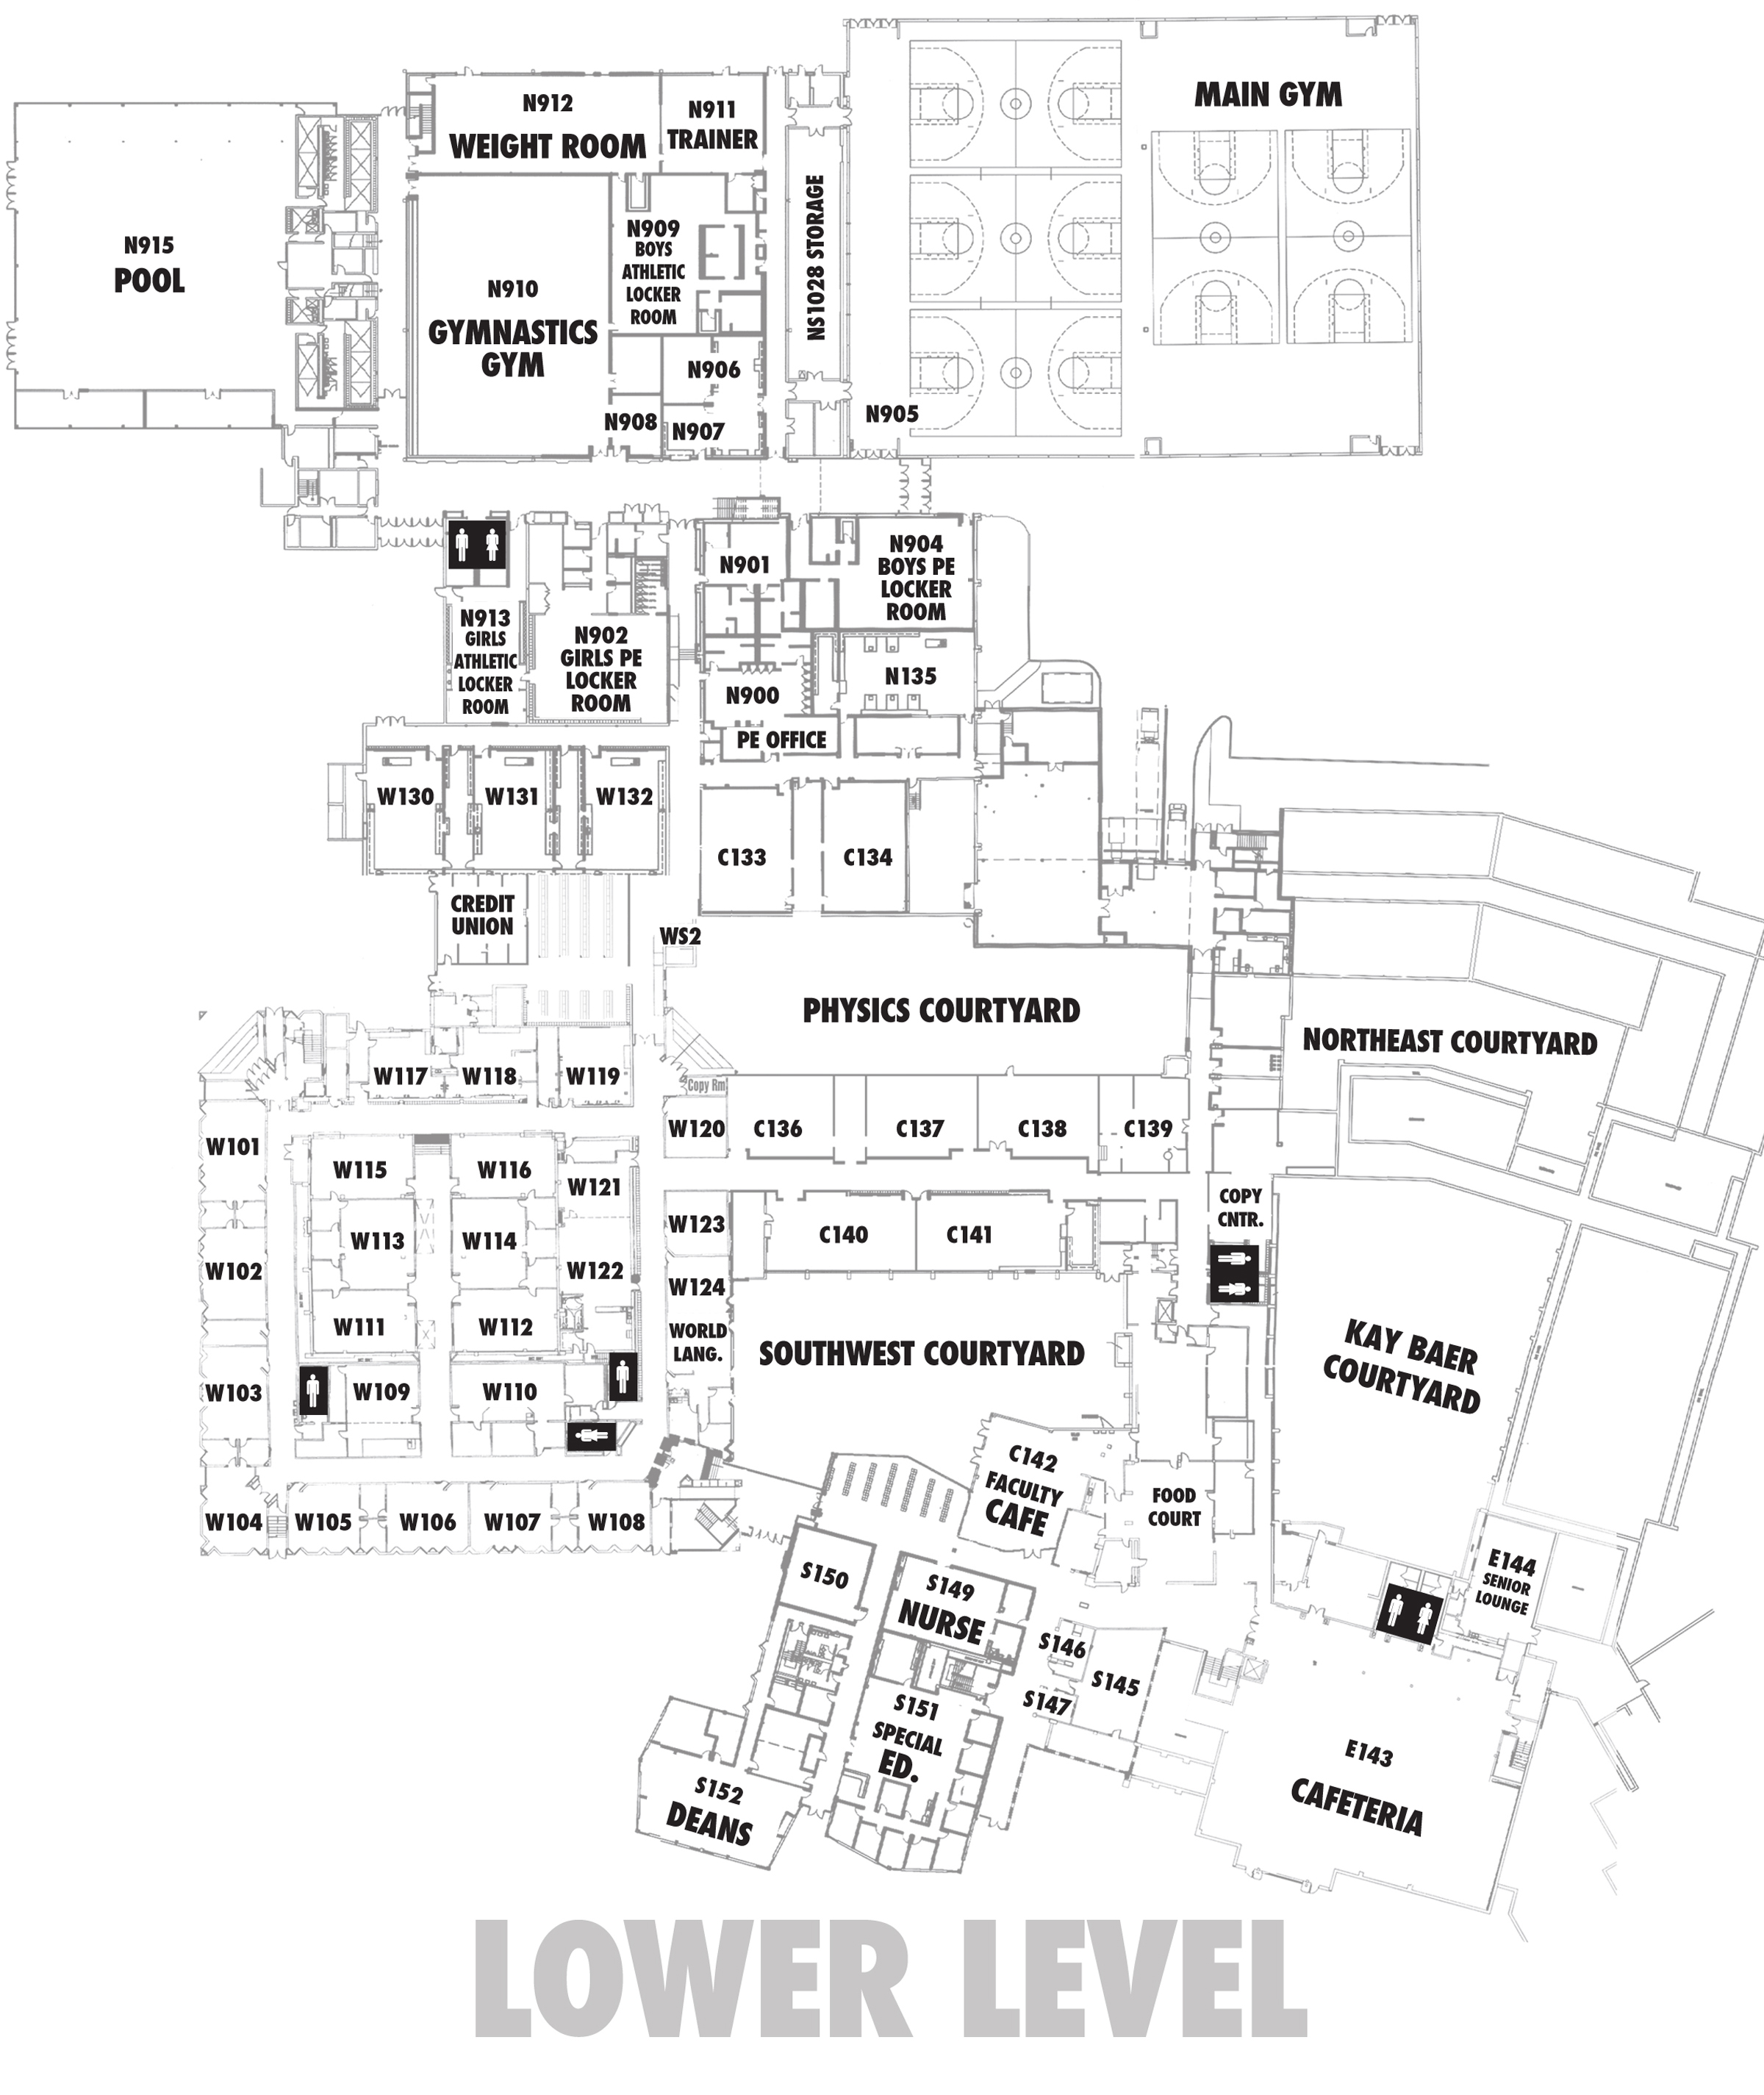 MAIN GYM
N912
WEIGHT ROOM
N911
TRAINER
N915
POOL
N910
GYMNASTICS
GYM
N909
BOYS
ATHLETIC
LOCKER
ROOM
NS1028 STORAGE
N906
N908
N907
N905
N901
N904
BOYS PE
LOCKER
ROOM
N913
GIRLS
ATHLETIC
LOCKER
ROOM
N902
GIRLS PE
LOCKER
ROOM
N135
N900
PE OFFICE
W130
W131
W132
C133
C134
CREDIT
UNION
WS2
PHYSICS COURTYARD
NORTHEAST COURTYARD
W117
W118
W119
Copy Rm
W120
C136
C137
C138
C139
W101
W115
W116
W121
W123
C140
C141
COPY
CNTR.
W113
W114
W102
W122
W124
W111
W112
WORLD
LANG.
SOUTHWEST COURTYARD
KAY BAER
COURTYARD
W103
W109
W110
C142
FACULTY
CAFE
FOOD
COURT
W104
W105
W106
W107
W108
S150
S149
NURSE
E144
SENIOR
LOUNGE
S146
S145
S147
S151
SPECIAL
ED.
S152
DEANS
E143
CAFETERIA
LOWER LEVEL